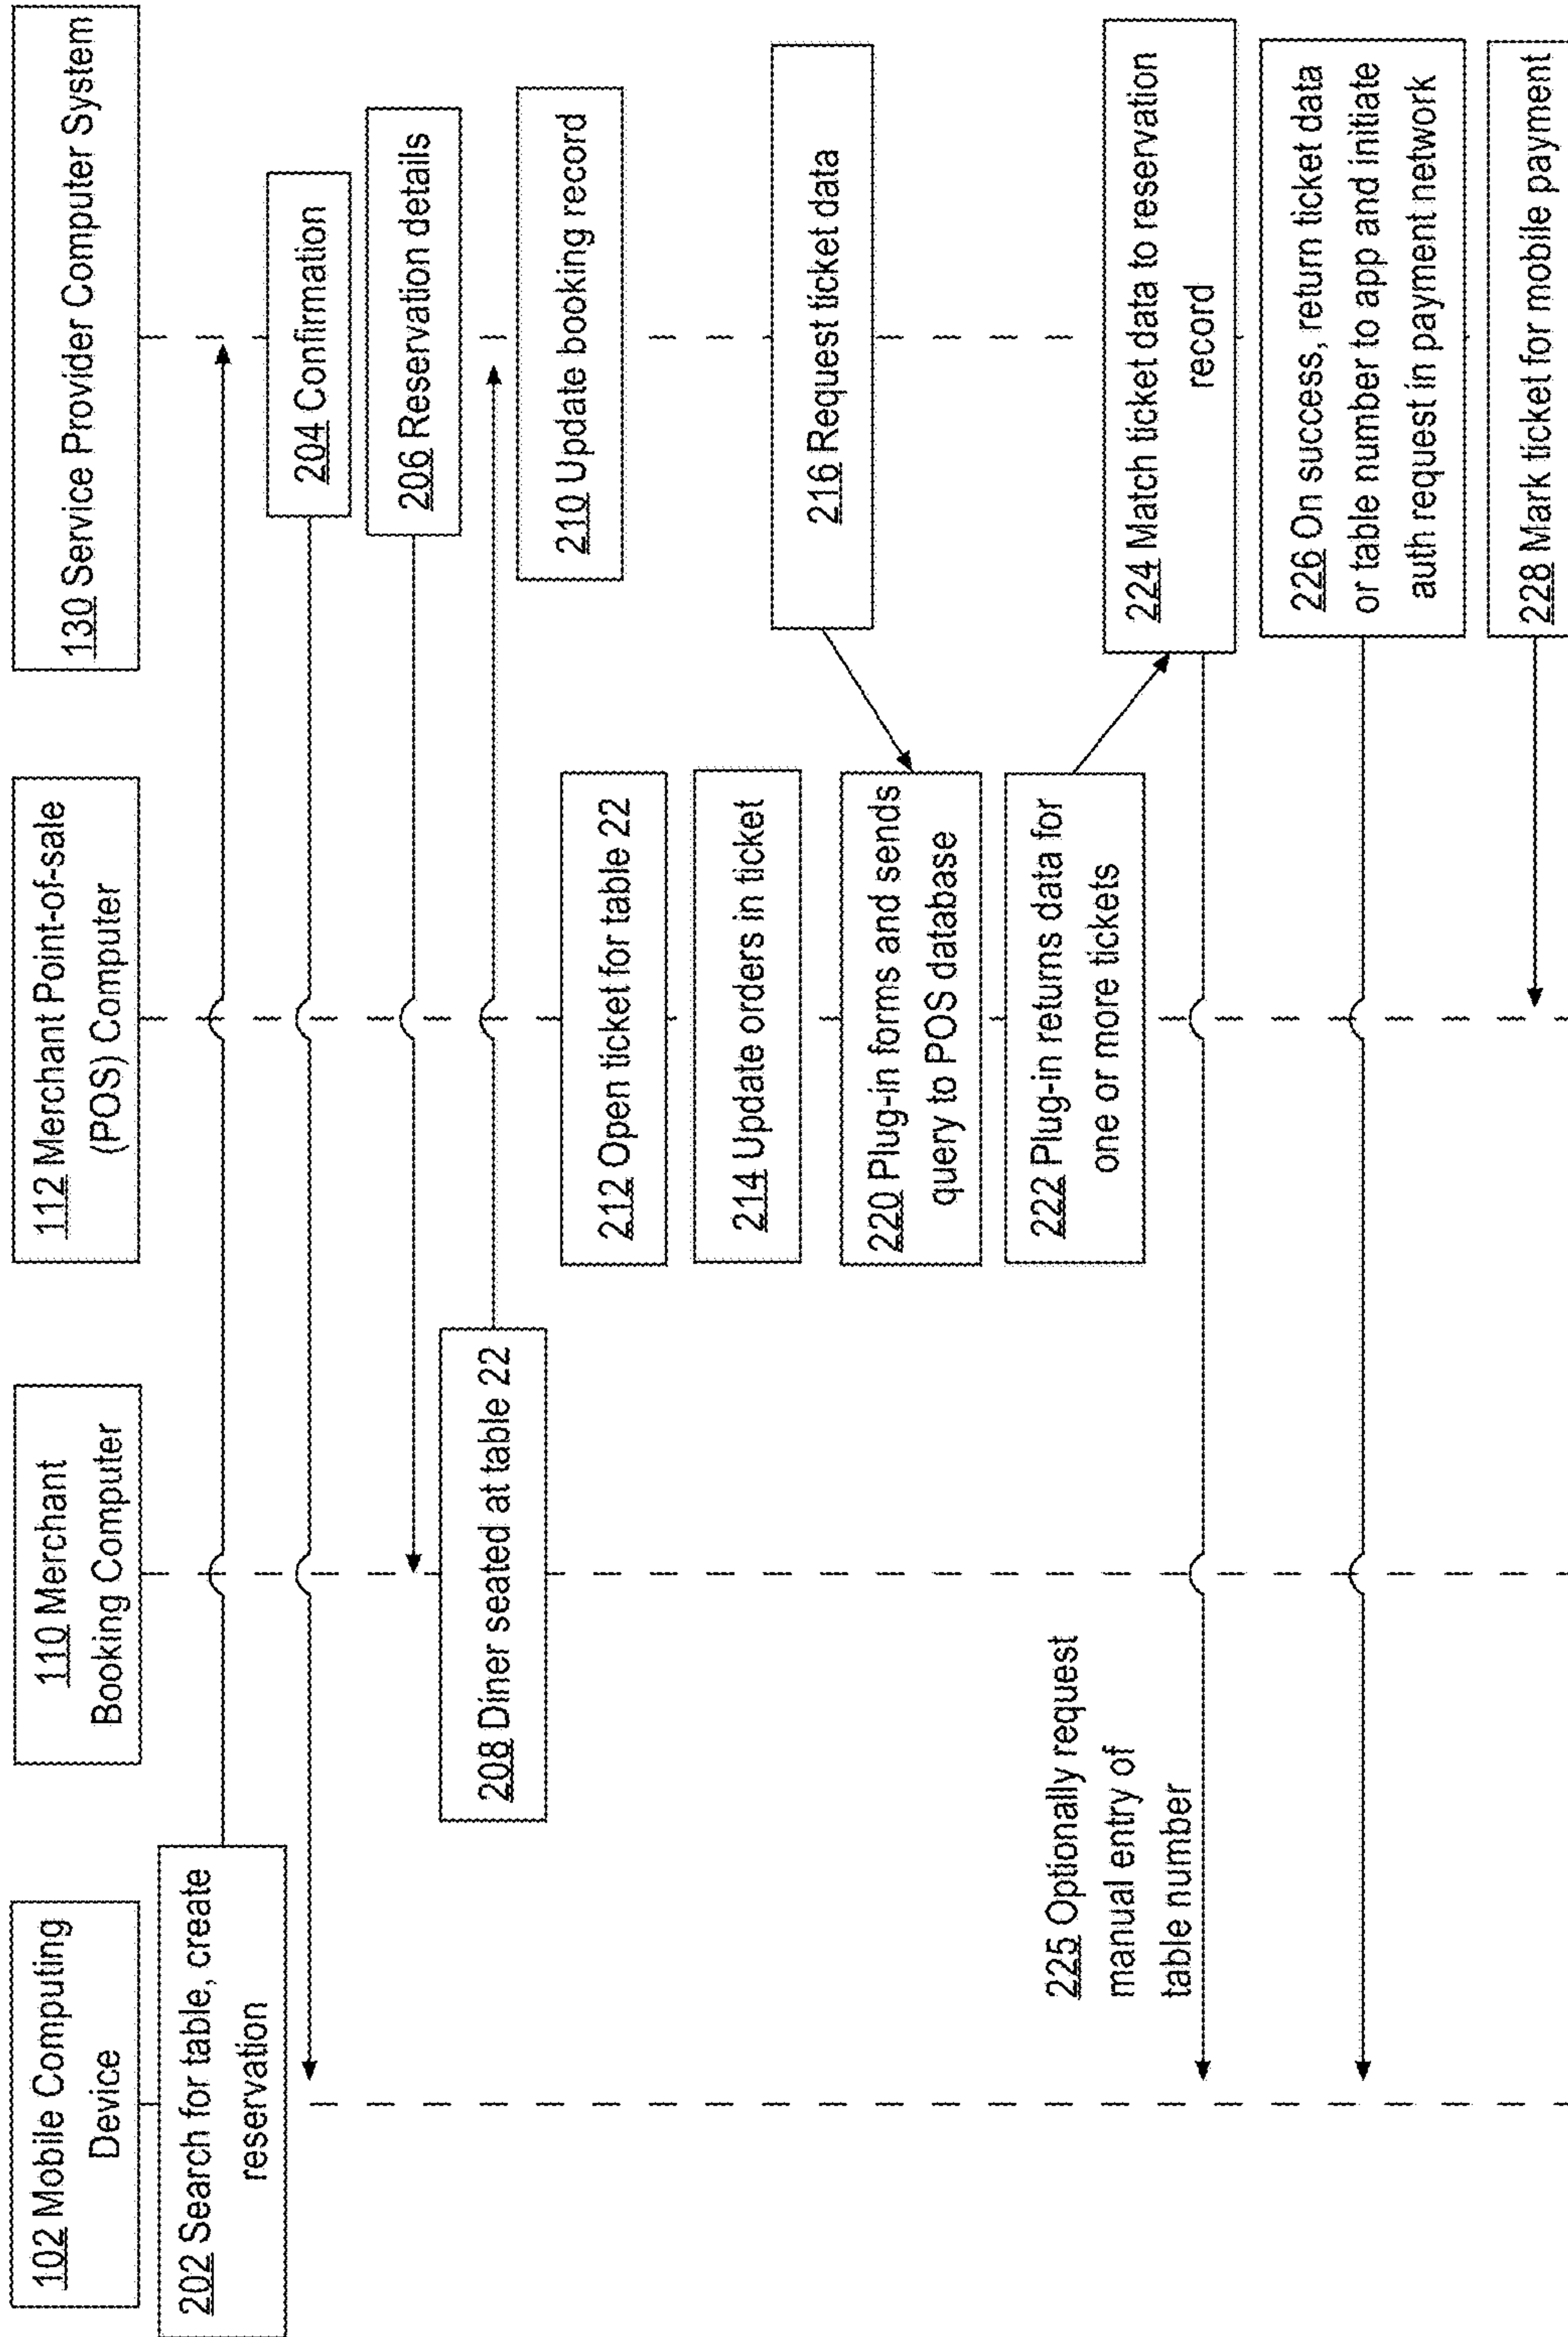 102 Mobile Computing
Device
110 Merchant
Booking Computer
112 Merchant Point-of-sale
(POS) Computer
130 Service Provider Computer System
202 Search for table, create
reservation
204 Confirmation
206 Reservation details
208 Diner seated at table 22
210 Update booking record
212 Open ticket for table 22
214 Update orders in ticket
216 Request ticket data
220 Plug-in forms and sends
query to POS database
222 Plug-in returns data for
one or more tickets
224 Match ticket data to reservation
record
225 Optionally request
manual entry of
table number
226 On success, return ticket data
or table number to app and initiate
auth request in payment network
228 Mark ticket for mobile payment